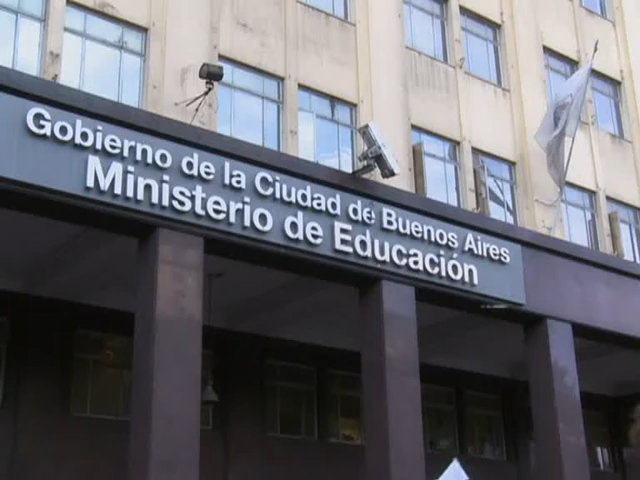 Gobierno de la Ciudad de Buenos Aires
Ministerio de Educación